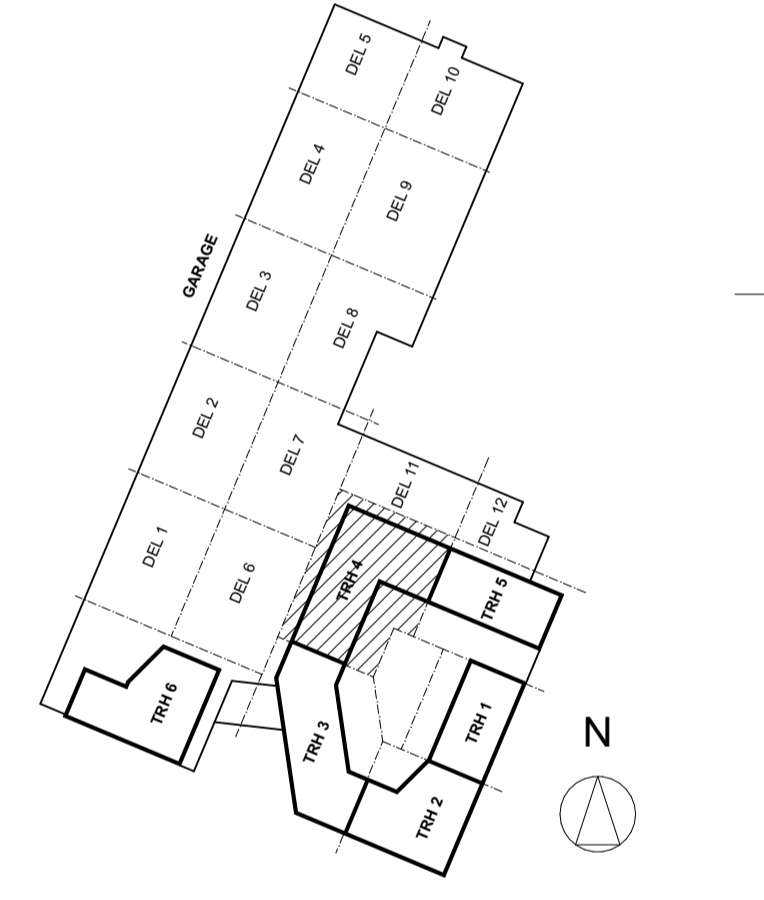 DEL 5
DEL 10
DEL 4
DEL 9
GARAGE
DEL 3
DEL 8
DEL 2
DEL 7
DEL 11
DEL 12
DEL 1
DEL 6
TRH 4
TRH 5
TRH 6
TRH 3
TRH 1
TRH 2
N